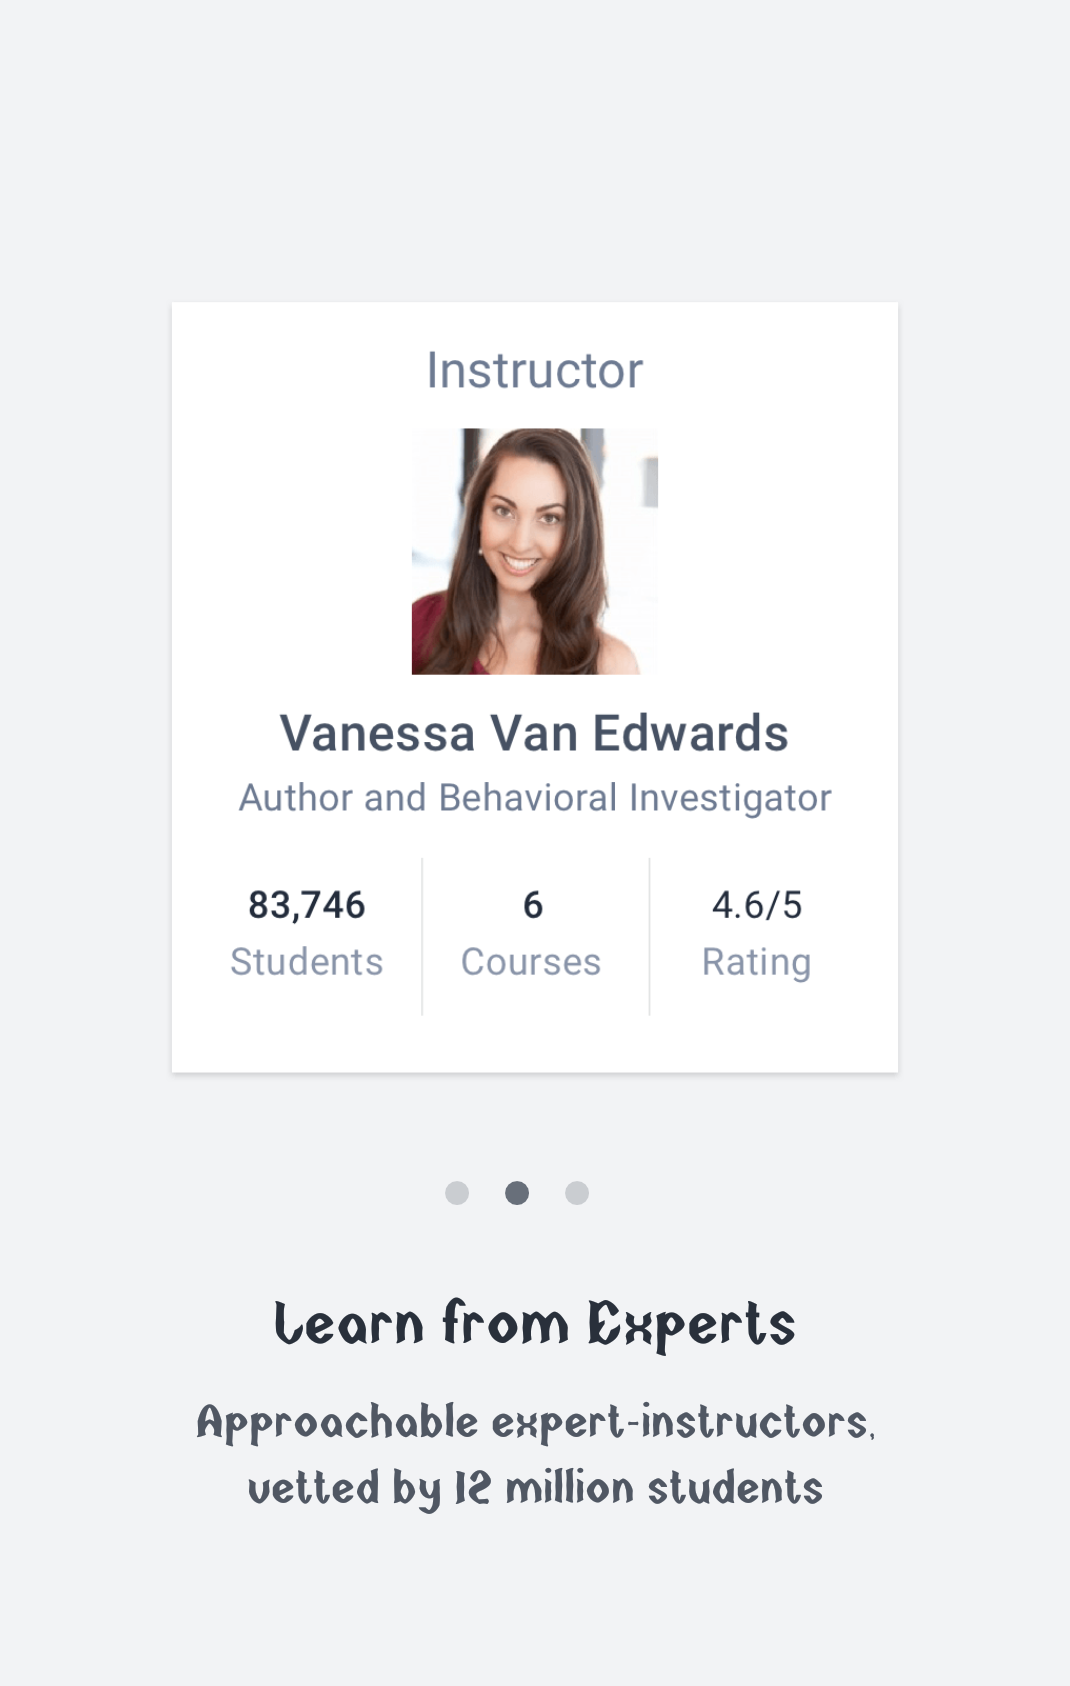 Instructor
Vanessa Van Edwards
Author and Behavioral Investigator
83,746 6 4.6/5
Students Courses Rating
Learn from Experts
Approachable expert-instructors,
vetted by 12 million students